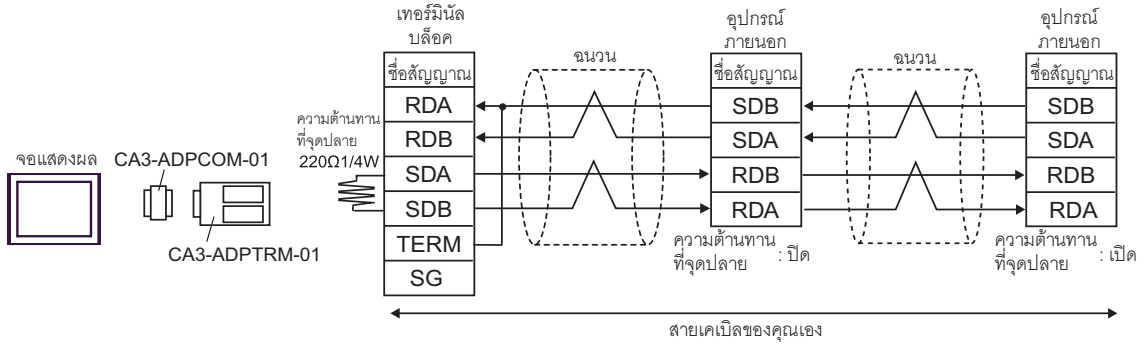 จอแสดงผล
CA3-ADPCOM-01
CA3-ADPTRM-01
ความต้านทาน
ที่จุดปลาย
220Ω1/4W
เทอร์มินัล
บล็อค
ชื่อสัญญาณ
RDA
RDB
SDA
SDB
TERM
SG
ฉนวน
อุปกรณ์
ภายนอก
ชื่อสัญญาณ
SDB
SDA
RDB
RDA
ความต้านทาน
ที่จุดปลาย : ปิด
ฉนวน
อุปกรณ์
ภายนอก
ชื่อสัญญาณ
SDB
SDA
RDB
RDA
ความต้านทาน
ที่จุดปลาย : เปิด
สายเคเบิลของคุณเอง